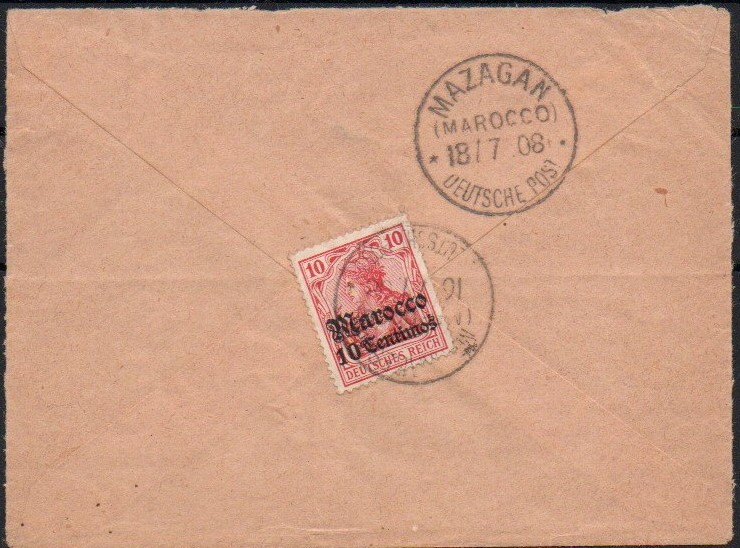 MAZAGAN
(MAROCCO)
* 18/7 08 *
DEUTSCHE POST
10 10
Marocco
10 Centimos
DEUTSCHES REICH